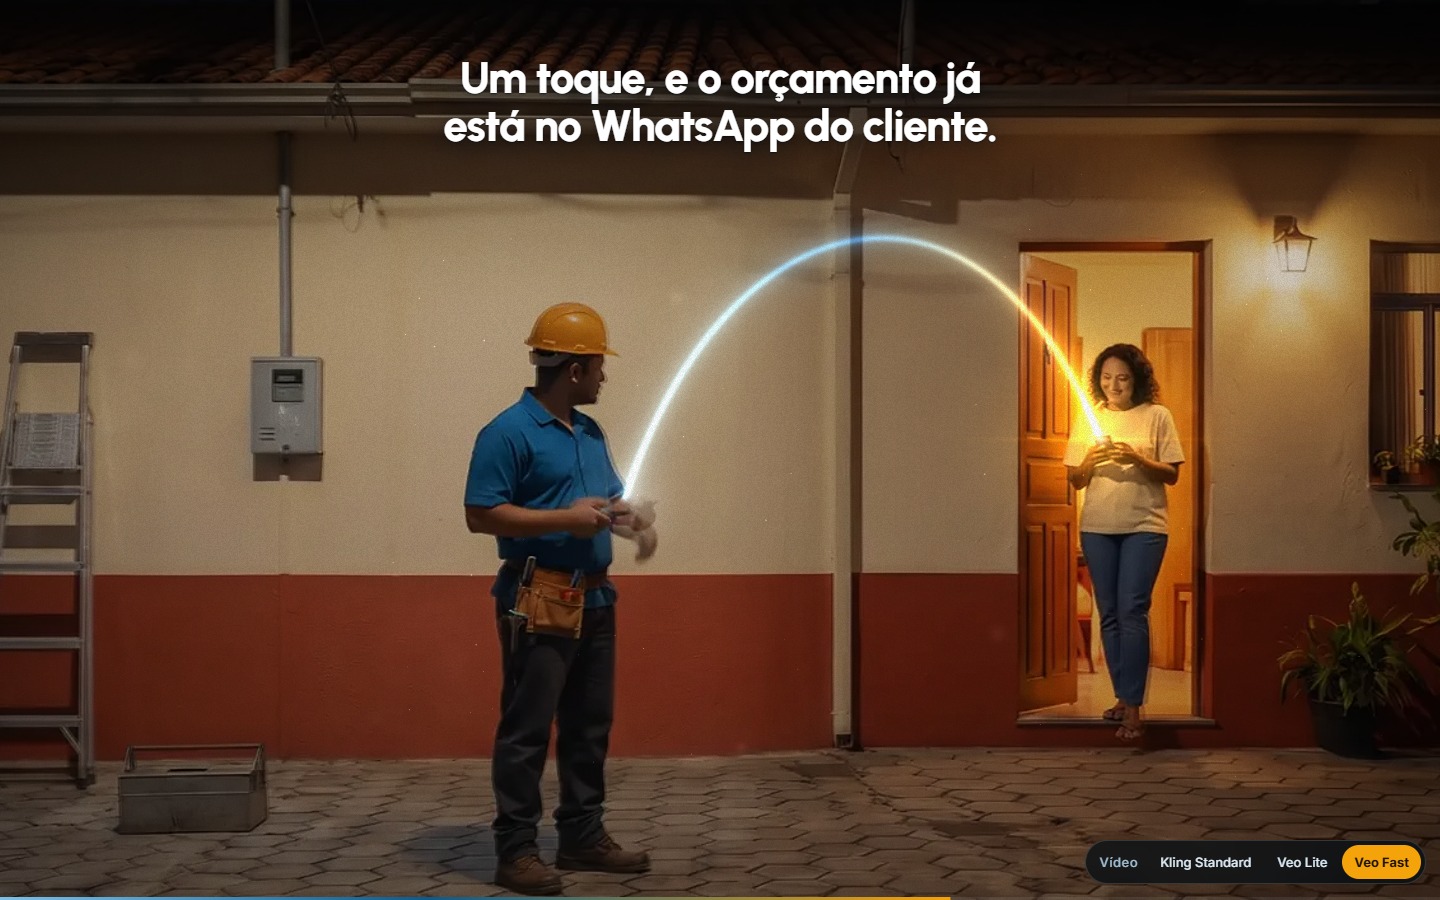 Um toque, e o orçamento já
está no WhatsApp do cliente.
Vídeo
Kling Standard
Veo Lite
Veo Fast